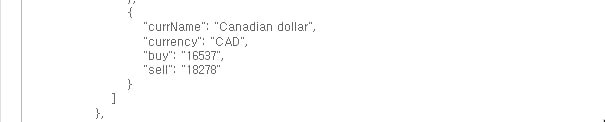 {
"currName": "Canadian dollar",
"currency": "CAD",
"buy": "16537",
"sell": "18278"
}
]
},